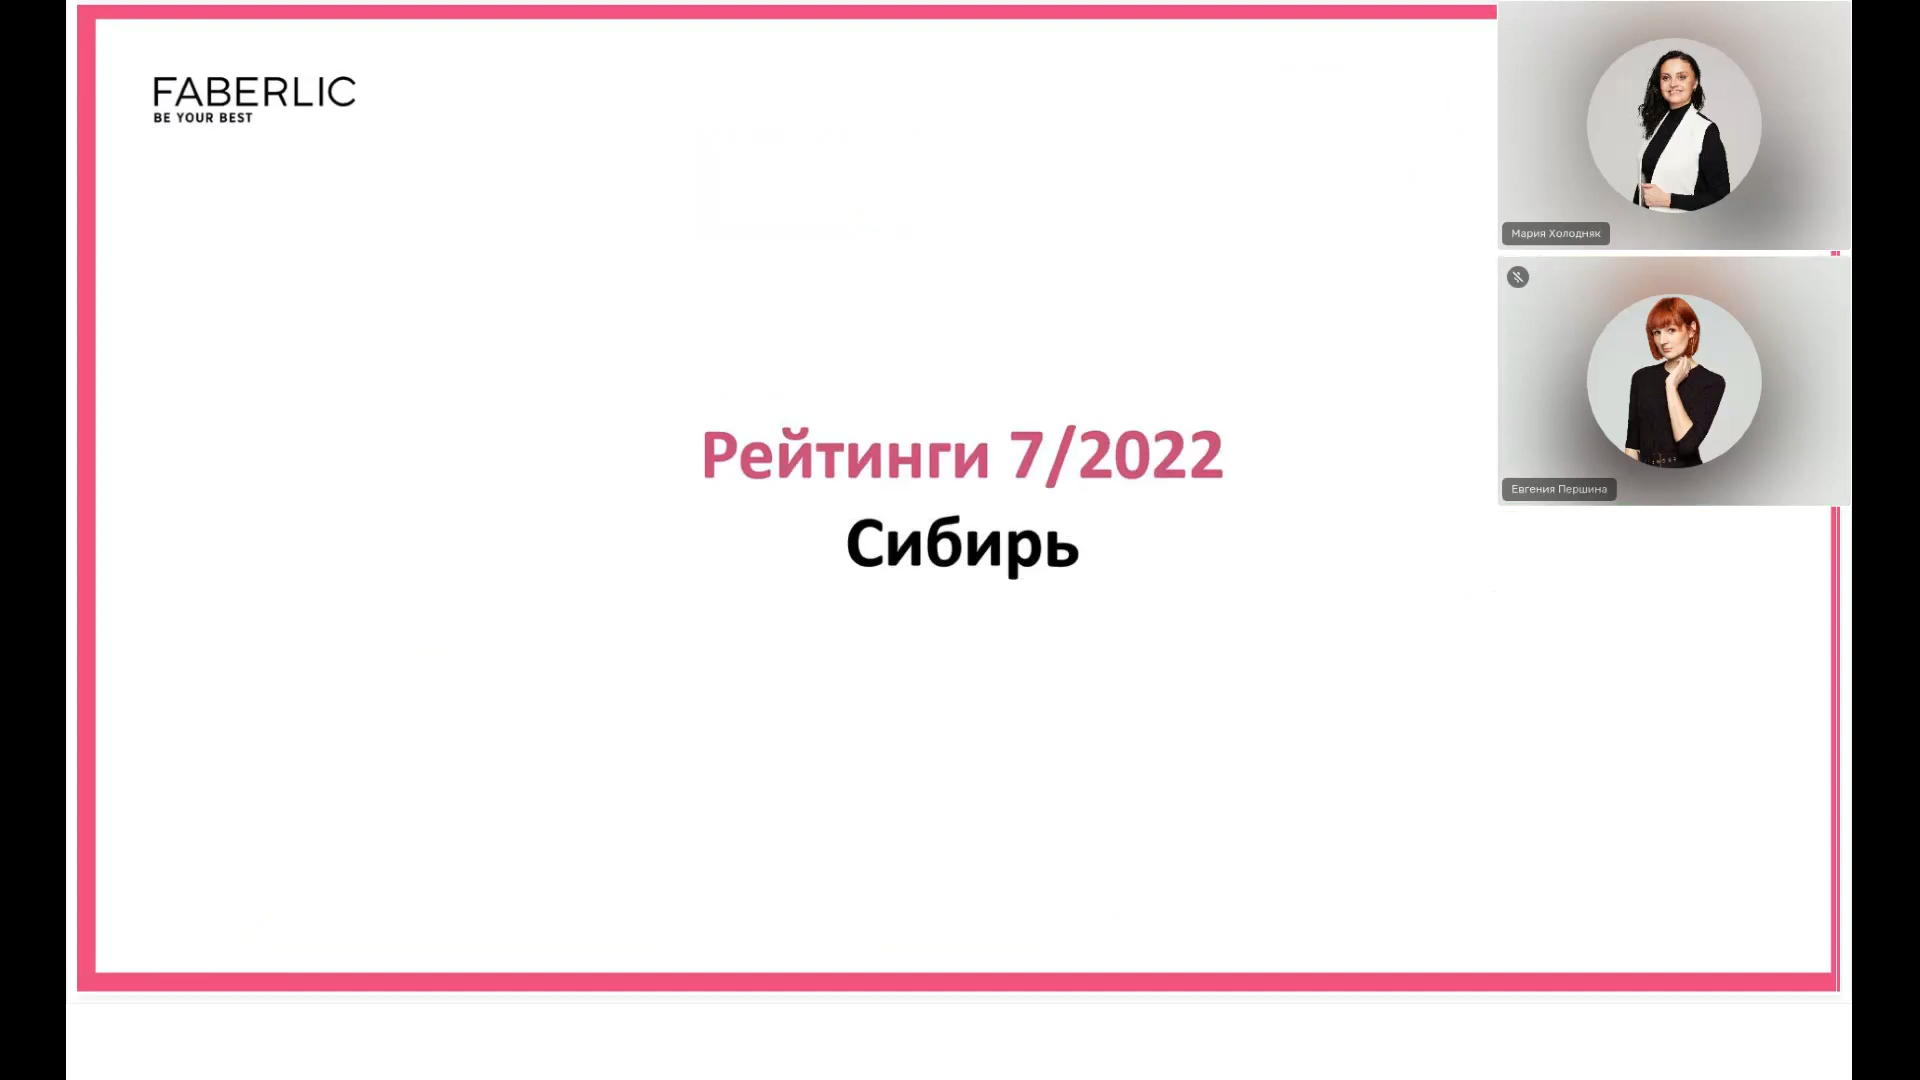 FABERLIC
BE YOUR BEST
Мария Холодняк
Евгения Першина
Рейтинги 7/2022
Сибирь